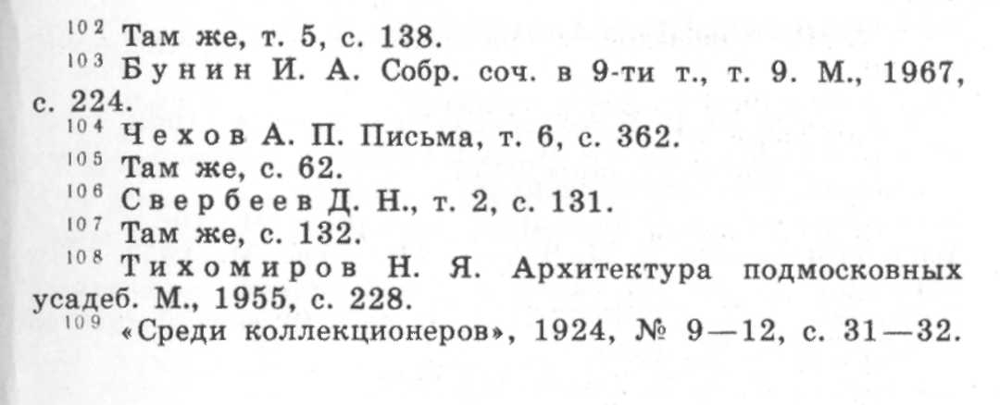 102 Там же, т. 5, с. 138.
103 Бунин И. А. Собр. соч. в 9-ти т., т. 9. М., 1967,
с. 224.
104 Чехов А. П. Письма, т. 6, с. 362.
105 Там же, с. 62.
106 Свербеев Д. Н., т. 2, с. 131.
107 Там же, с. 132.
108 Тихомиров Н. Я. Архитектура подмосковных
усадеб. М., 1955, с. 228.
109 «Среди коллекционеров», 1924, № 9—12, с. 31—32.